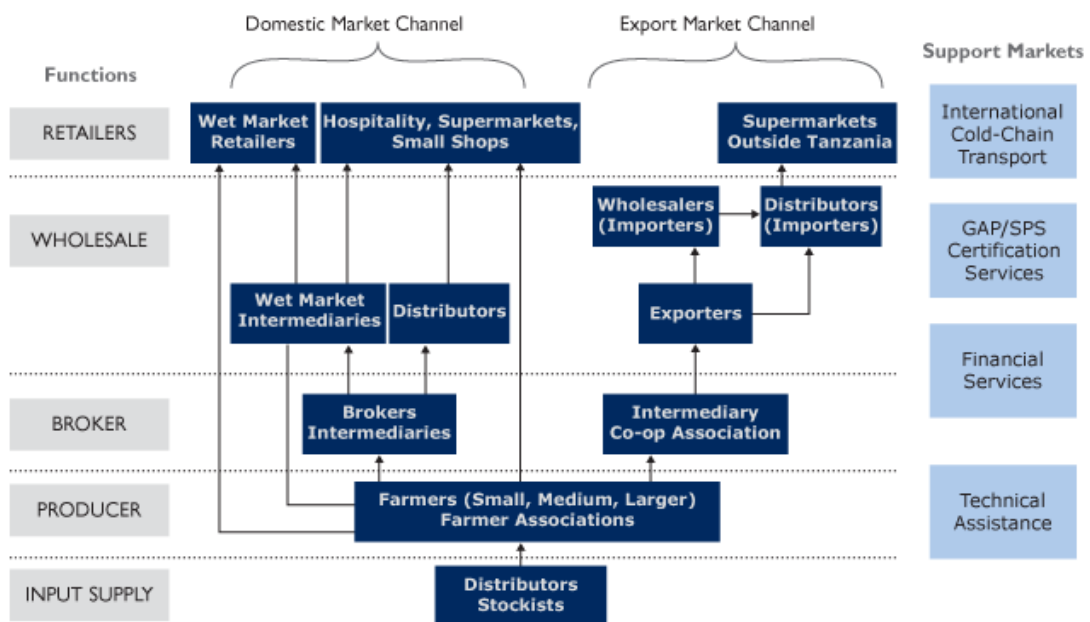 Domestic Market Channel
Export Market Channel
Functions
Support Markets
RETAILERS
Wet Market
Retailers
Hospitality, Supermarkets,
Small Shops
Supermarkets
Outside Tanzania
International
Cold-Chain
Transport
WHOLESALE
Wholesalers
(Importers)
Distributors
(Importers)
GAP/SPS
Certification
Services
Wet Market
Intermediaries
Distributors
Exporters
Financial
Services
BROKER
Brokers
Intermediaries
Intermediary
Co-op Association
PRODUCER
Farmers (Small, Medium, Larger)
Farmer Associations
Technical
Assistance
INPUT SUPPLY
Distributors
Stockists